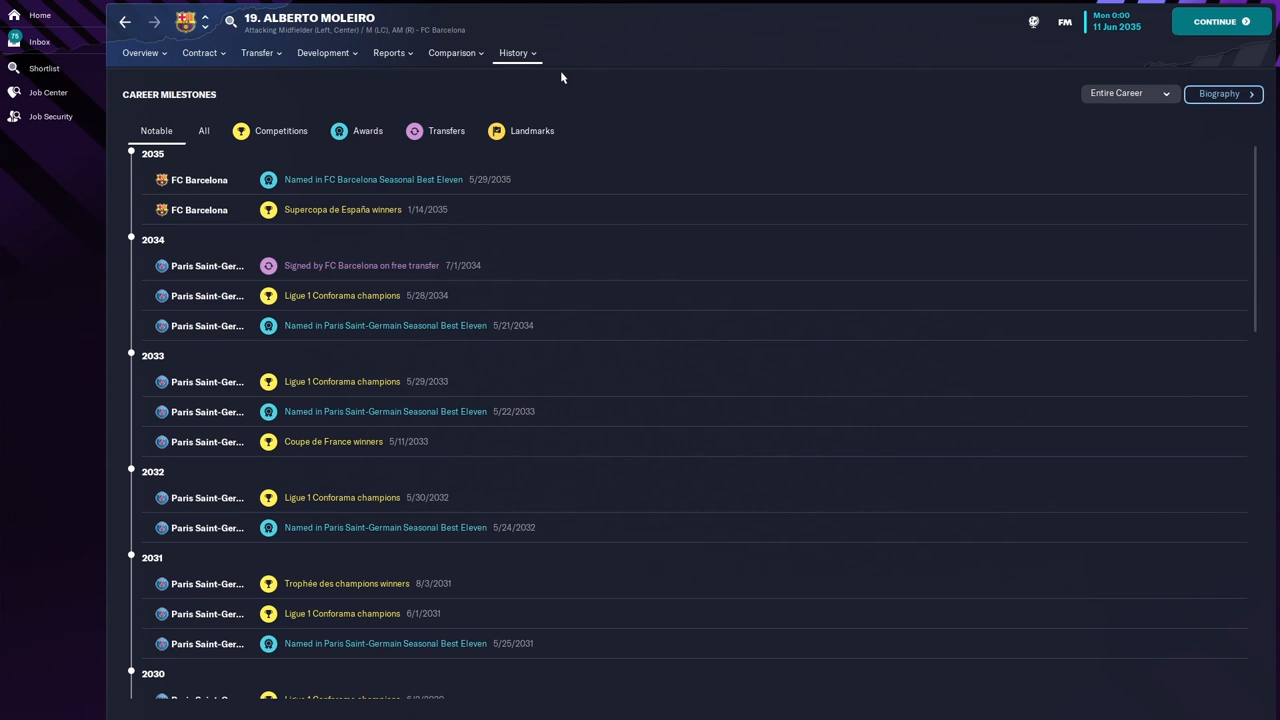 Home
75
Inbox
Shortlist
Job Center
Job Security
19. ALBERTO MOLEIRO
Attacking Midfielder (Left, Center) / M (LC), AM (R) - FC Barcelona
FM
Mon 0:00
11 Jun 2035
CONTINUE
Overview
Contract
Transfer
Development
Reports
Comparison
History
CAREER MILESTONES
Entire Career
Biography
Notable
All
Competitions
Awards
Transfers
Landmarks
2035
FC Barcelona Named in FC Barcelona Seasonal Best Eleven 5/29/2035
FC Barcelona Supercopa de España winners 1/14/2035
2034
Paris Saint-Ger... Signed by FC Barcelona on free transfer 7/1/2034
Paris Saint-Ger... Ligue 1 Conforama champions 5/28/2034
Paris Saint-Ger... Named in Paris Saint-Germain Seasonal Best Eleven 5/21/2034
2033
Paris Saint-Ger... Ligue 1 Conforama champions 5/29/2033
Paris Saint-Ger... Named in Paris Saint-Germain Seasonal Best Eleven 5/22/2033
Paris Saint-Ger... Coupe de France winners 5/11/2033
2032
Paris Saint-Ger... Ligue 1 Conforama champions 5/30/2032
Paris Saint-Ger... Named in Paris Saint-Germain Seasonal Best Eleven 5/24/2032
2031
Paris Saint-Ger... Trophée des champions winners 8/3/2031
Paris Saint-Ger... Ligue 1 Conforama champions 6/1/2031
Paris Saint-Ger... Named in Paris Saint-Germain Seasonal Best Eleven 5/25/2031
2030